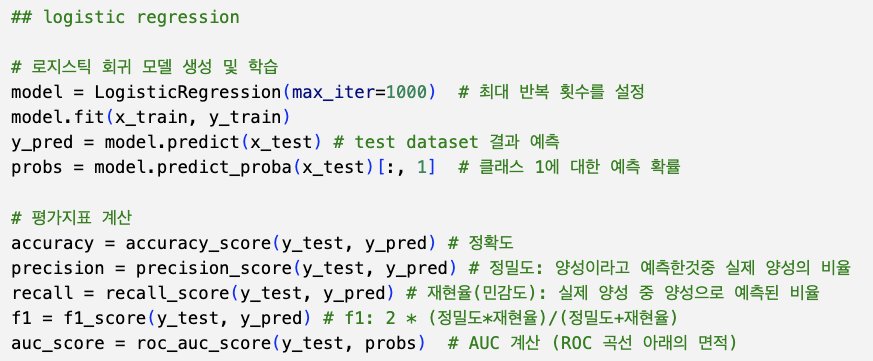 ## logistic regression
# 로지스틱 회귀 모델 생성 및 학습
model = LogisticRegression(max_iter=1000)  # 최대 반복 횟수를 설정
model.fit(x_train, y_train)
y_pred = model.predict(x_test) # test dataset 결과 예측
probs = model.predict_proba(x_test)[:, 1]  # 클래스 1에 대한 예측 확률
# 평가지표 계산
accuracy = accuracy_score(y_test, y_pred) # 정확도
precision = precision_score(y_test, y_pred) # 정밀도: 양성이라고 예측한것중 실제 양성의 비율
recall = recall_score(y_test, y_pred) # 재현율(민감도): 실제 양성 중 양성으로 예측된 비율
f1 = f1_score(y_test, y_pred) # f1: 2 * (정밀도*재현율)/(정밀도+재현율)
auc_score = roc_auc_score(y_test, probs)  # AUC 계산 (ROC 곡선 아래의 면적)